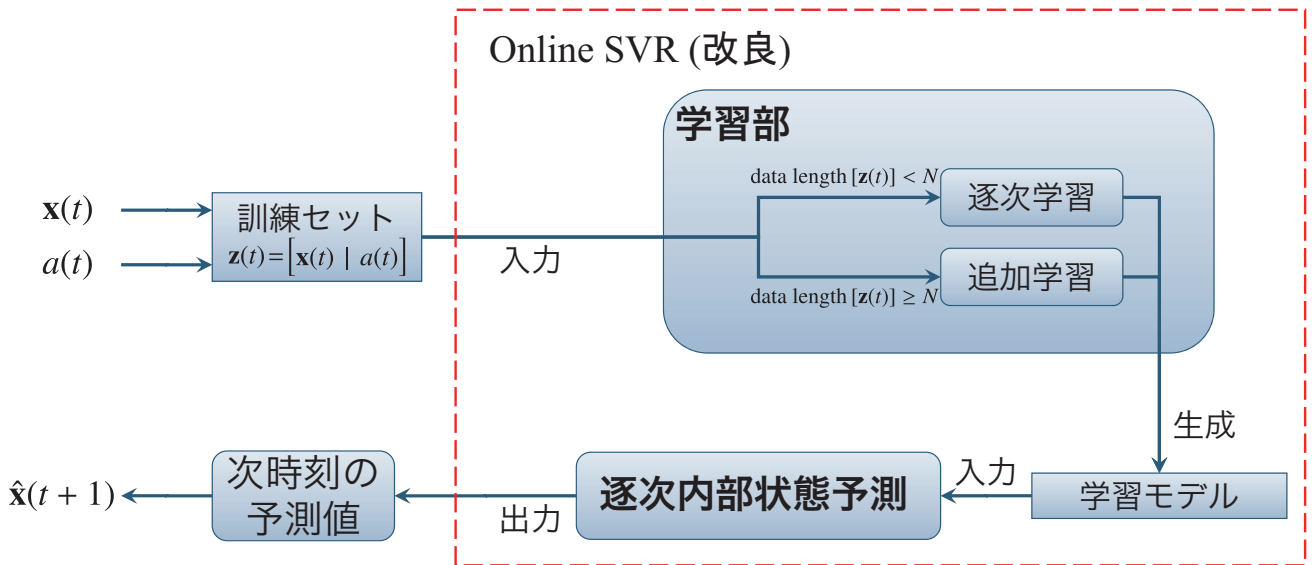 Online SVR (改良)
学習部
data length [z(t)] < N
逐次学習
x(t)
a(t)
訓練セット
z(t)=[x(t) | a(t)]
入力
追加学習
data length [z(t)] ≥ N
生成
学習モデル
入力
逐次内部状態予測
出力
次時刻の
予測値
x̂(t + 1)